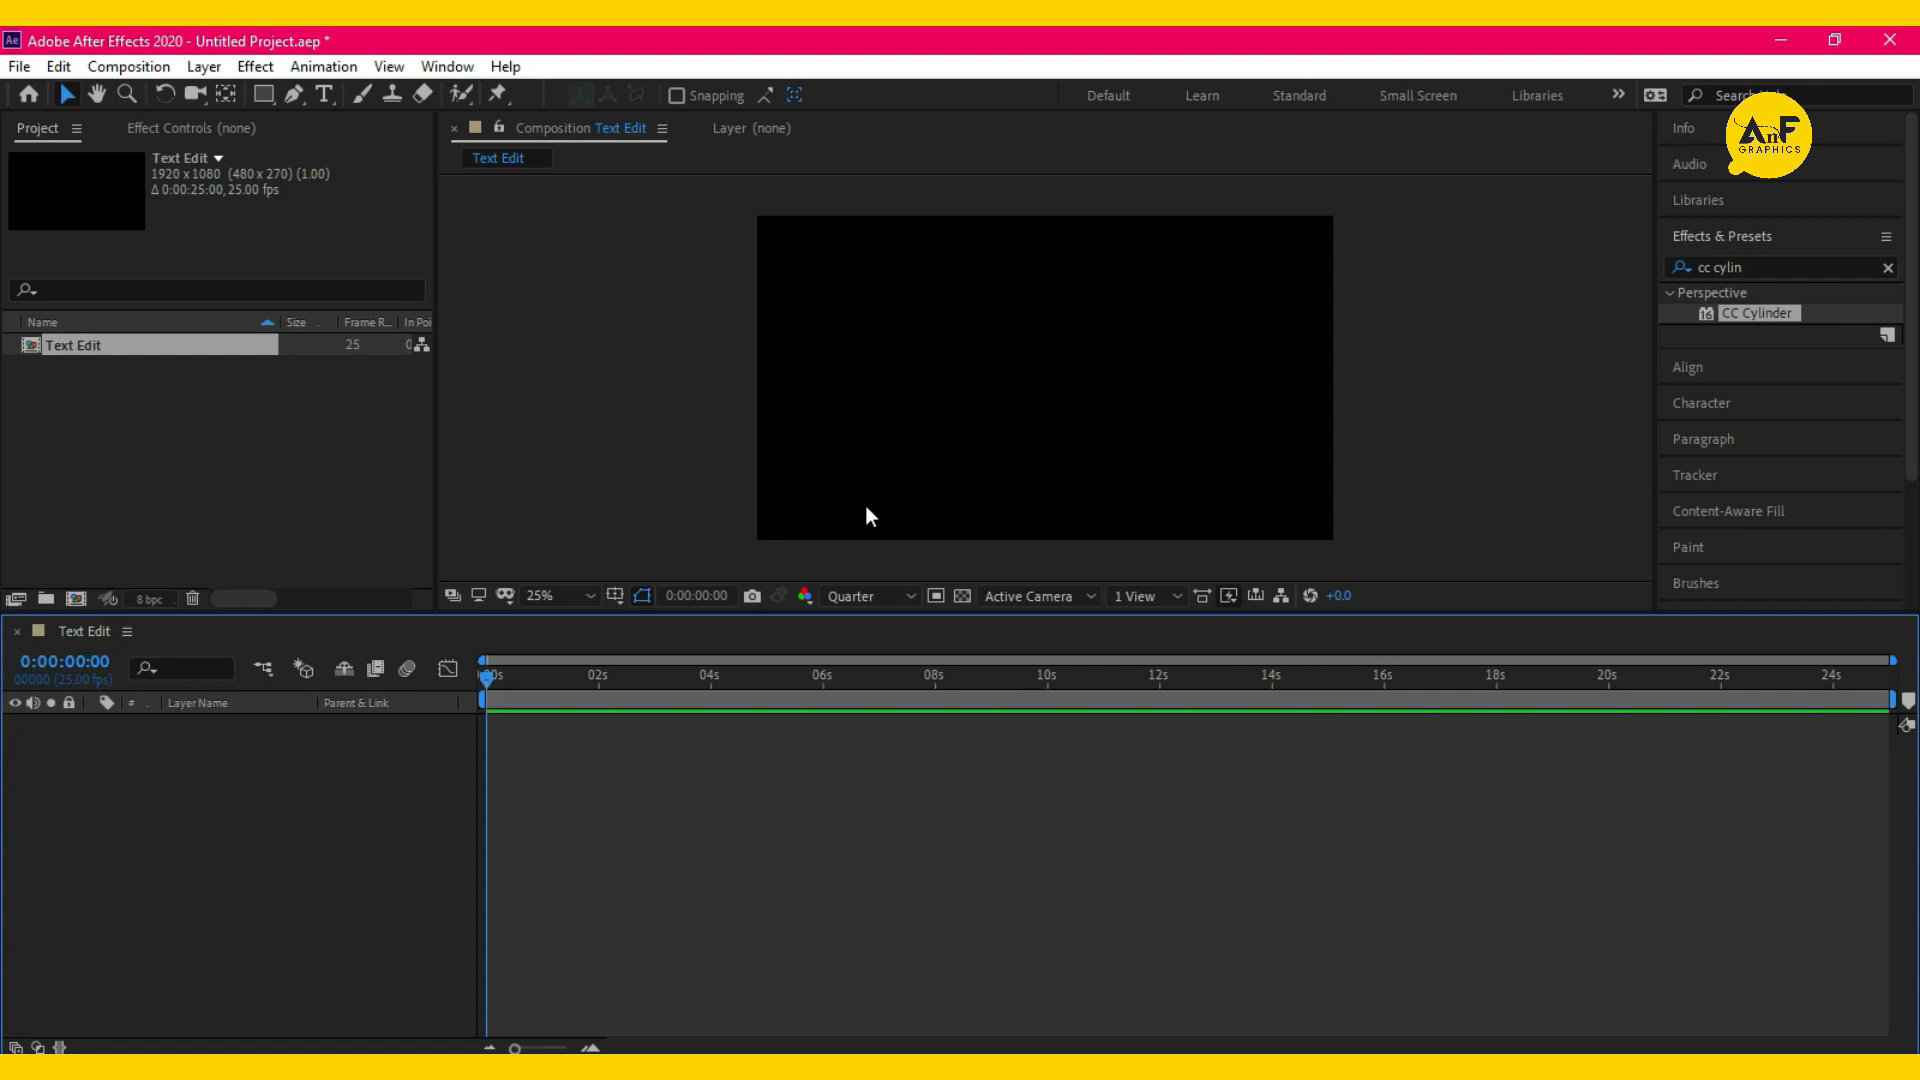 Ae Adobe After Effects 2020 - Untitled Project.aep *
File Edit Composition Layer Effect Animation View Window Help
Snapping Default Learn Standard Small Screen Libraries
AnF
GRAPHICS
Project Effect Controls (none)
Text Edit
1920 x 1080 (480 x 270) (1.00)
Δ 0:00:25:00, 25.00 fps
Name Size Frame R... In Poi
Text Edit 25
Composition Text Edit Layer (none)
Text Edit
25% 0:00:00:00 Quarter Active Camera 1 View +0.0
8 bpc
Info
Audio
Libraries
Effects & Presets
cc cylin
Perspective
16 CC Cylinder
Align
Character
Paragraph
Tracker
Content-Aware Fill
Paint
Brushes
Text Edit
0:00:00:00
00000 (25.00 fps)
02s 04s 06s 08s 10s 12s 14s 16s 18s 20s 22s 24s
# Layer Name Parent & Link